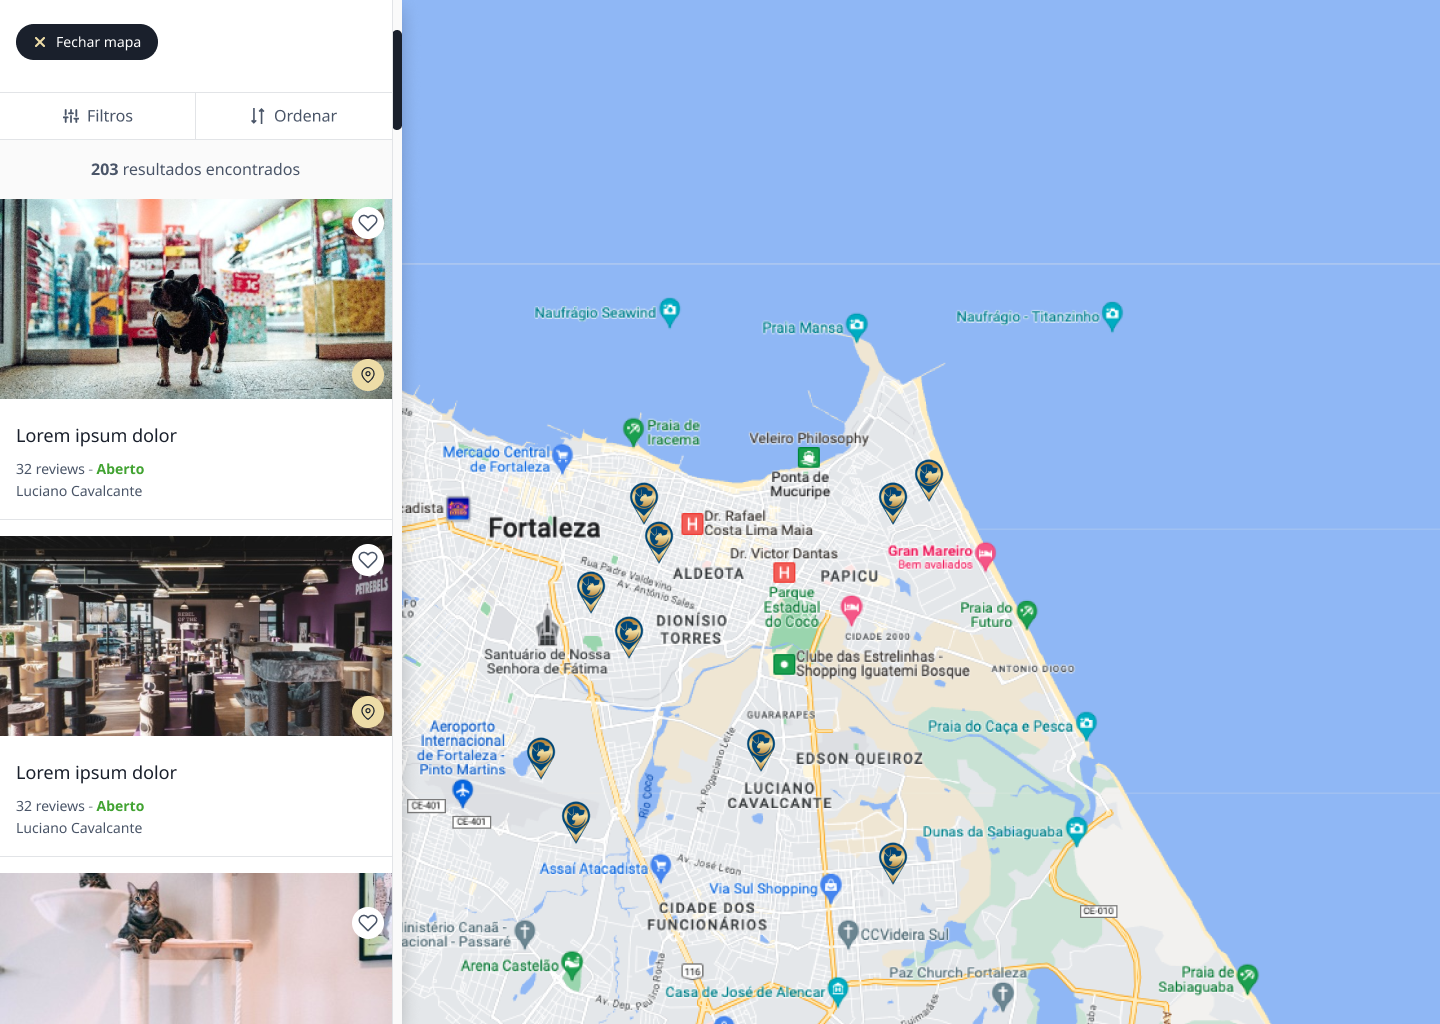 Fechar mapa
Filtros
Ordenar
203 resultados encontrados
Lorem ipsum dolor
32 reviews - Aberto
Luciano Cavalcante
PETREBELS
Lorem ipsum dolor
32 reviews - Aberto
Luciano Cavalcante
Naufrágio Seawind
Praia Mansa
Naufrágio - Titanzinho
Praia de
Iracema
Mercado Central
de Fortaleza
Veleiro Philosophy
Ponta de
Mucuripe
cadista
Fortaleza
H
Dr. Rafael
Costa Lima Maia
Dr. Victor Dantas
H
Gran Mareiro
Bem avaliados
Rua Padre Valdevino
Av. Antônio Sales
ALDEOTA
PAPICU
Parque
Estadual
do Cocó
Praia do
Futuro
DIONÍSIO
TORRES
CIDADE 2000
Santuário de Nossa
Senhora de Fátima
Clube das Estrelinhas -
Shopping Iguatemi Bosque
ANTONIO DIOGO
GUARARAPES
Aeroporto
Internacional
de Fortaleza -
Pinto Martins
Praia do Caça e Pesca
Av. Rogaciano Leite
EDSON QUEIROZ
Rio Cocó
LUCIANO
CAVALCANTE
CE-401
CE-401
Dunas da Sabiaguaba
Assaí Atacadista
Av. José Leon
Via Sul Shopping
CIDADE DOS
FUNCIONÁRIOS
CE-010
inistério Canaã -
acional - Passaré
CCVideira Sul
Arena Castelão
116
Paz Church Fortaleza
Casa de José de Alencar
Praia de
Sabiaguaba
Av. Dep. Paulino Rocha
Guimarães
Av